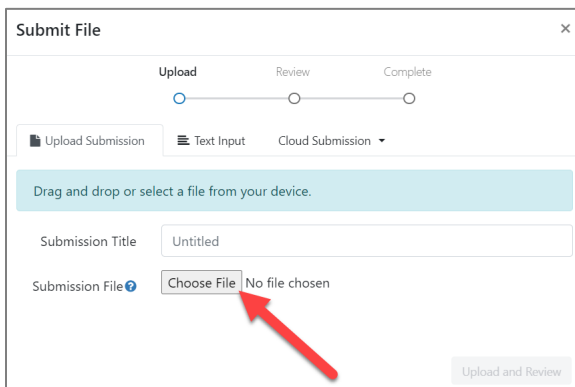 Submit File ×
Upload Review Complete
Upload Submission Text Input Cloud Submission
Drag and drop or select a file from your device.
Submission Title Untitled
Submission File? Choose File No file chosen
Upload and Review